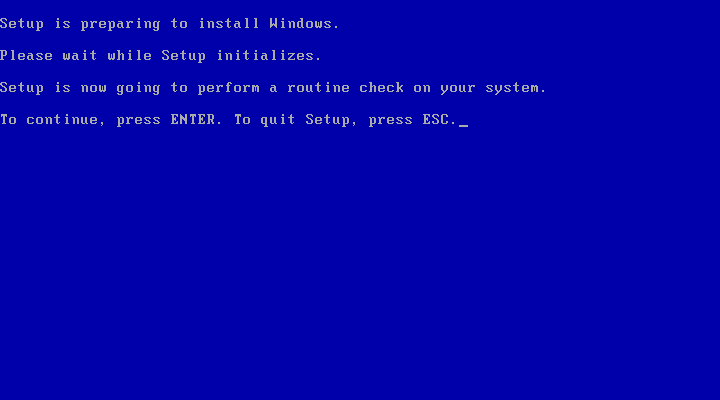 Setup is preparing to install Windows.
Please wait while Setup initializes.
Setup is now going to perform a routine check on your system.
To continue, press ENTER. To quit Setup, press ESC._